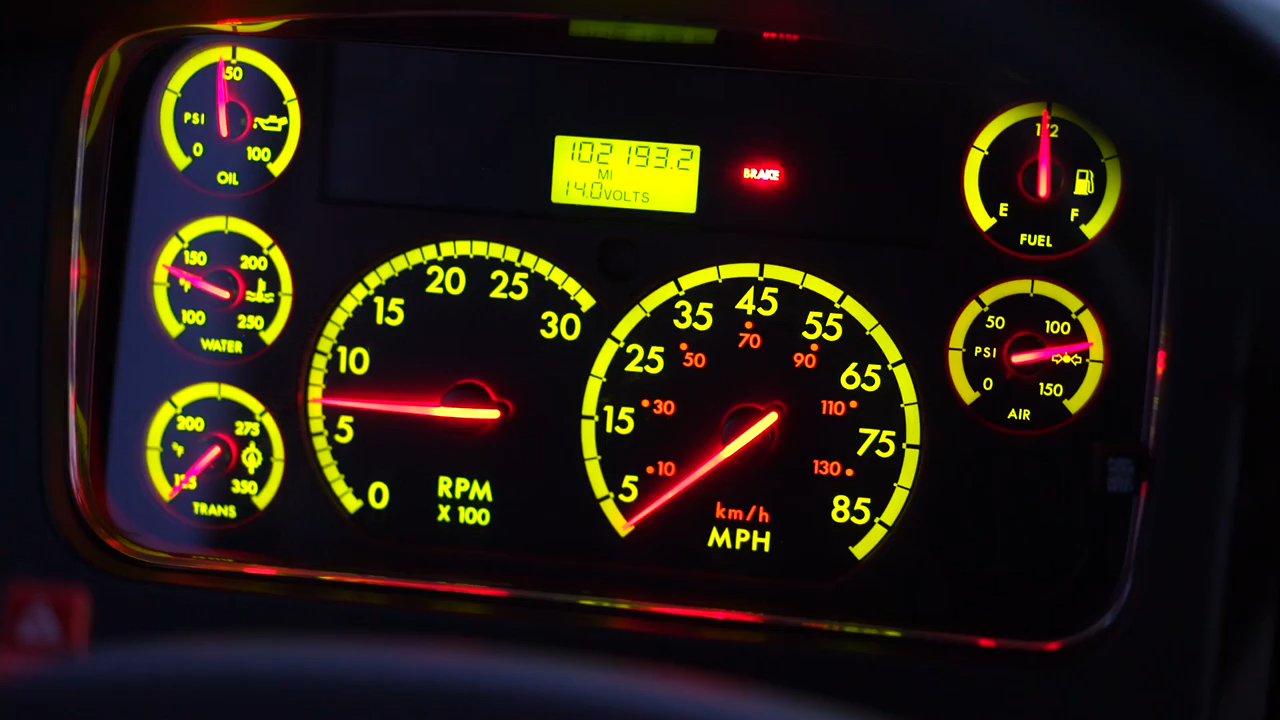 50
PSI
0 100
OIL
150 200
°F
100 250
WATER
200 275
°F
125 350
TRANS
0
5
10
15
20
25
30
RPM
X 100
102193.2
MI
14.0VOLTS
BRAKE
5
15
25
35
45
55
65
75
85
10
30
50
70
90
110
130
km/h
MPH
1/2
E F
FUEL
50 100
PSI
0 150
AIR